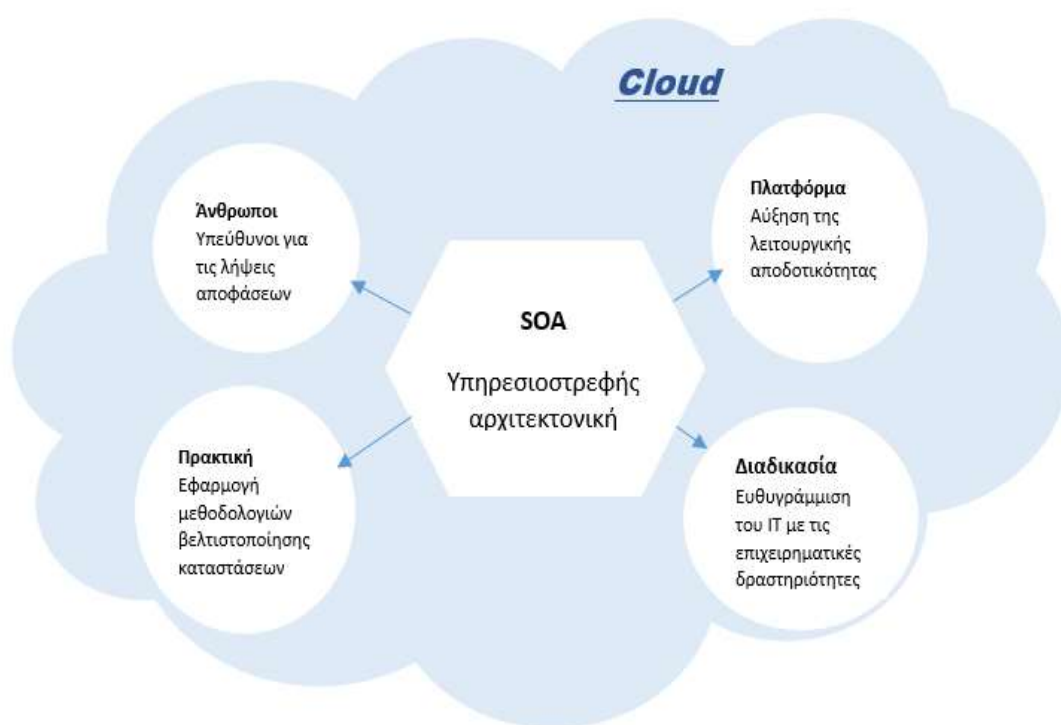 Cloud
Άνθρωποι
Υπεύθυνοι για
τις λήψεις
αποφάσεων
Πλατφόρμα
Αύξηση της
λειτουργικής
αποδοτικότητας
SOA
Υπηρεσιοστρεφής
αρχιτεκτονική
Πρακτική
Εφαρμογή
μεθοδολογιών
βελτιστοποίησης
καταστάσεων
Διαδικασία
Ευθυγράμμιση
του IT με τις
επιχειρηματικές
δραστηριότητες